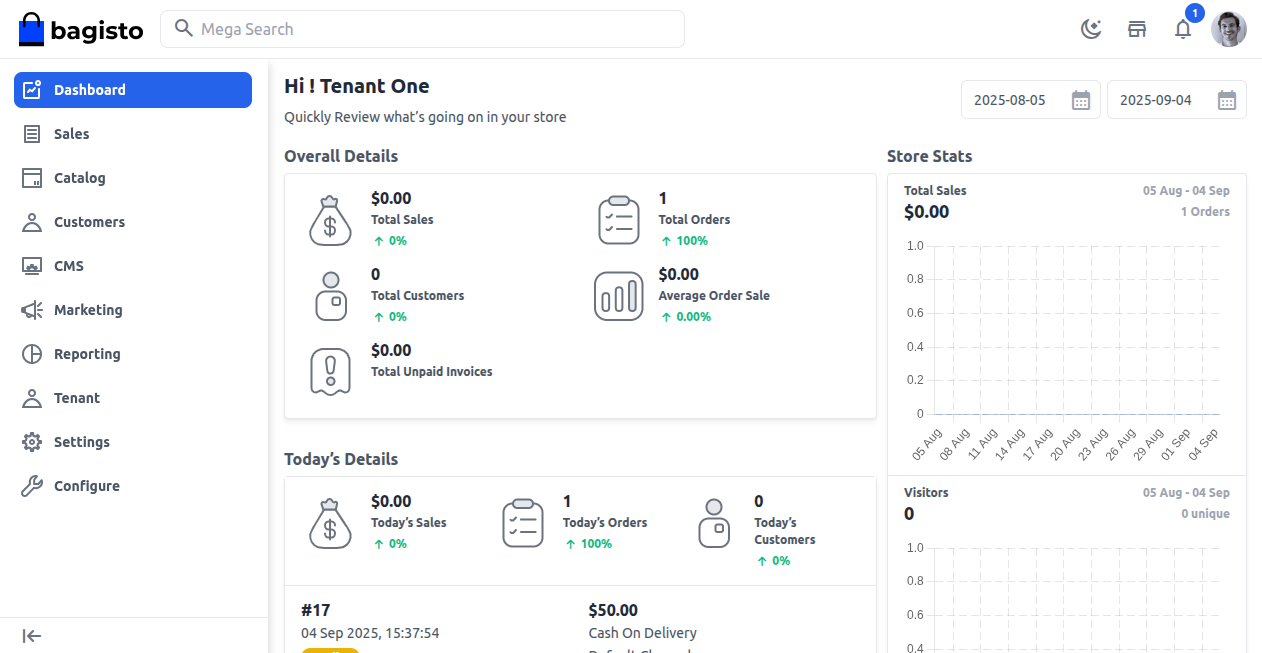 bagisto
Mega Search
1
Dashboard
Sales
Catalog
Customers
CMS
Marketing
Reporting
Tenant
Settings
Configure
Hi ! Tenant One
Quickly Review what's going on in your store
2025-08-05
2025-09-04
Overall Details
$0.00
Total Sales
0%
1
Total Orders
100%
0
Total Customers
0%
$0.00
Average Order Sale
0.00%
$0.00
Total Unpaid Invoices
Today's Details
$0.00
Today's Sales
0%
1
Today's Orders
100%
0
Today's
Customers
0%
#17
04 Sep 2025, 15:37:54
$50.00
Cash On Delivery
Store Stats
Total Sales
05 Aug - 04 Sep
$0.00
1 Orders
1.0
0.8
0.6
0.4
0.2
0
05 Aug
08 Aug
11 Aug
14 Aug
17 Aug
20 Aug
23 Aug
26 Aug
29 Aug
01 Sep
04 Sep
Visitors
05 Aug - 04 Sep
0
0 unique
1.0
0.8
0.6
0.4